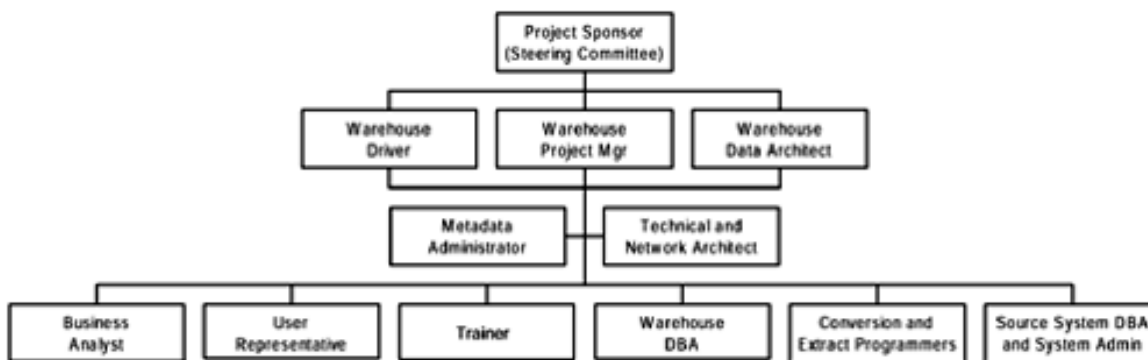 Project Sponsor
(Steering Committee)
Warehouse
Driver
Warehouse
Project Mgr
Warehouse
Data Architect
Metadata
Administrator
Technical and
Network Architect
Business
Analyst
User
Representative
Trainer
Warehouse
DBA
Conversion and
Extract Programmers
Source System DBA
and System Admin